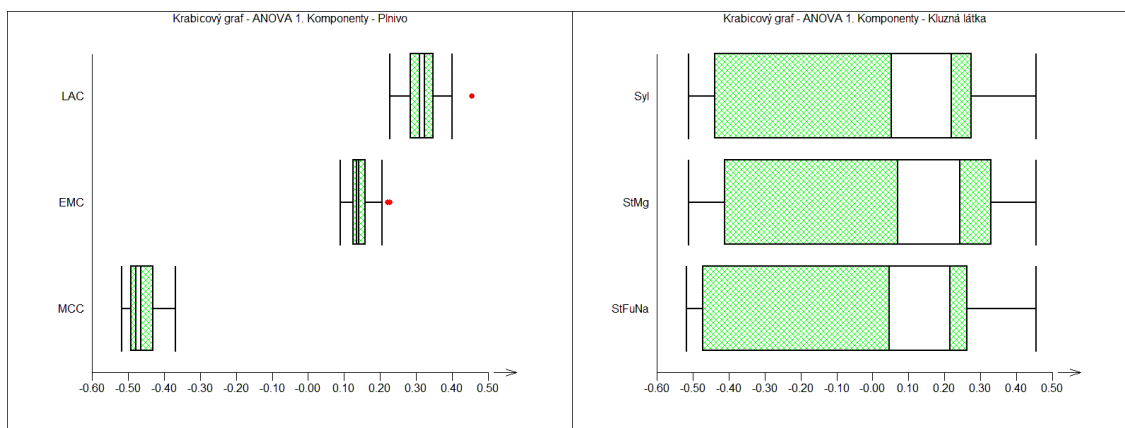 Krabicový graf - ANOVA 1. Komponenty - Plnivo
LAC
EMC
MCC
-0.60 -0.50 -0.40 -0.30 -0.20 -0.10 -0.00 0.10 0.20 0.30 0.40 0.50
Krabicový graf - ANOVA 1. Komponenty - Kluzná látka
Syl
StMg
StFuNa
-0.60 -0.50 -0.40 -0.30 -0.20 -0.10 -0.00 0.10 0.20 0.30 0.40 0.50